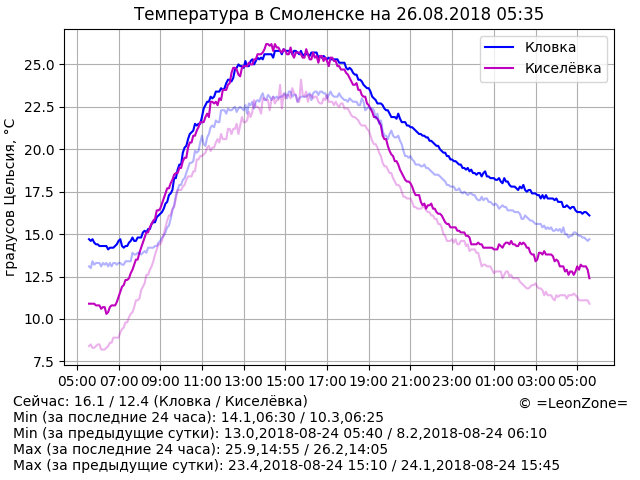 Температура в Смоленске на 26.08.2018 05:35
градусов Цельсия, °C
25.0
22.5
20.0
17.5
15.0
12.5
10.0
7.5
Кловка
Киселёвка
05:00 07:00 09:00 11:00 13:00 15:00 17:00 19:00 21:00 23:00 01:00 03:00 05:00
Сейчас: 16.1 / 12.4 (Кловка / Киселёвка)
© =LeonZone=
Min (за последние 24 часа): 14.1,06:30 / 10.3,06:25
Min (за предыдущие сутки): 13.0,2018-08-24 05:40 / 8.2,2018-08-24 06:10
Max (за последние 24 часа): 25.9,14:55 / 26.2,14:05
Max (за предыдущие сутки): 23.4,2018-08-24 15:10 / 24.1,2018-08-24 15:45